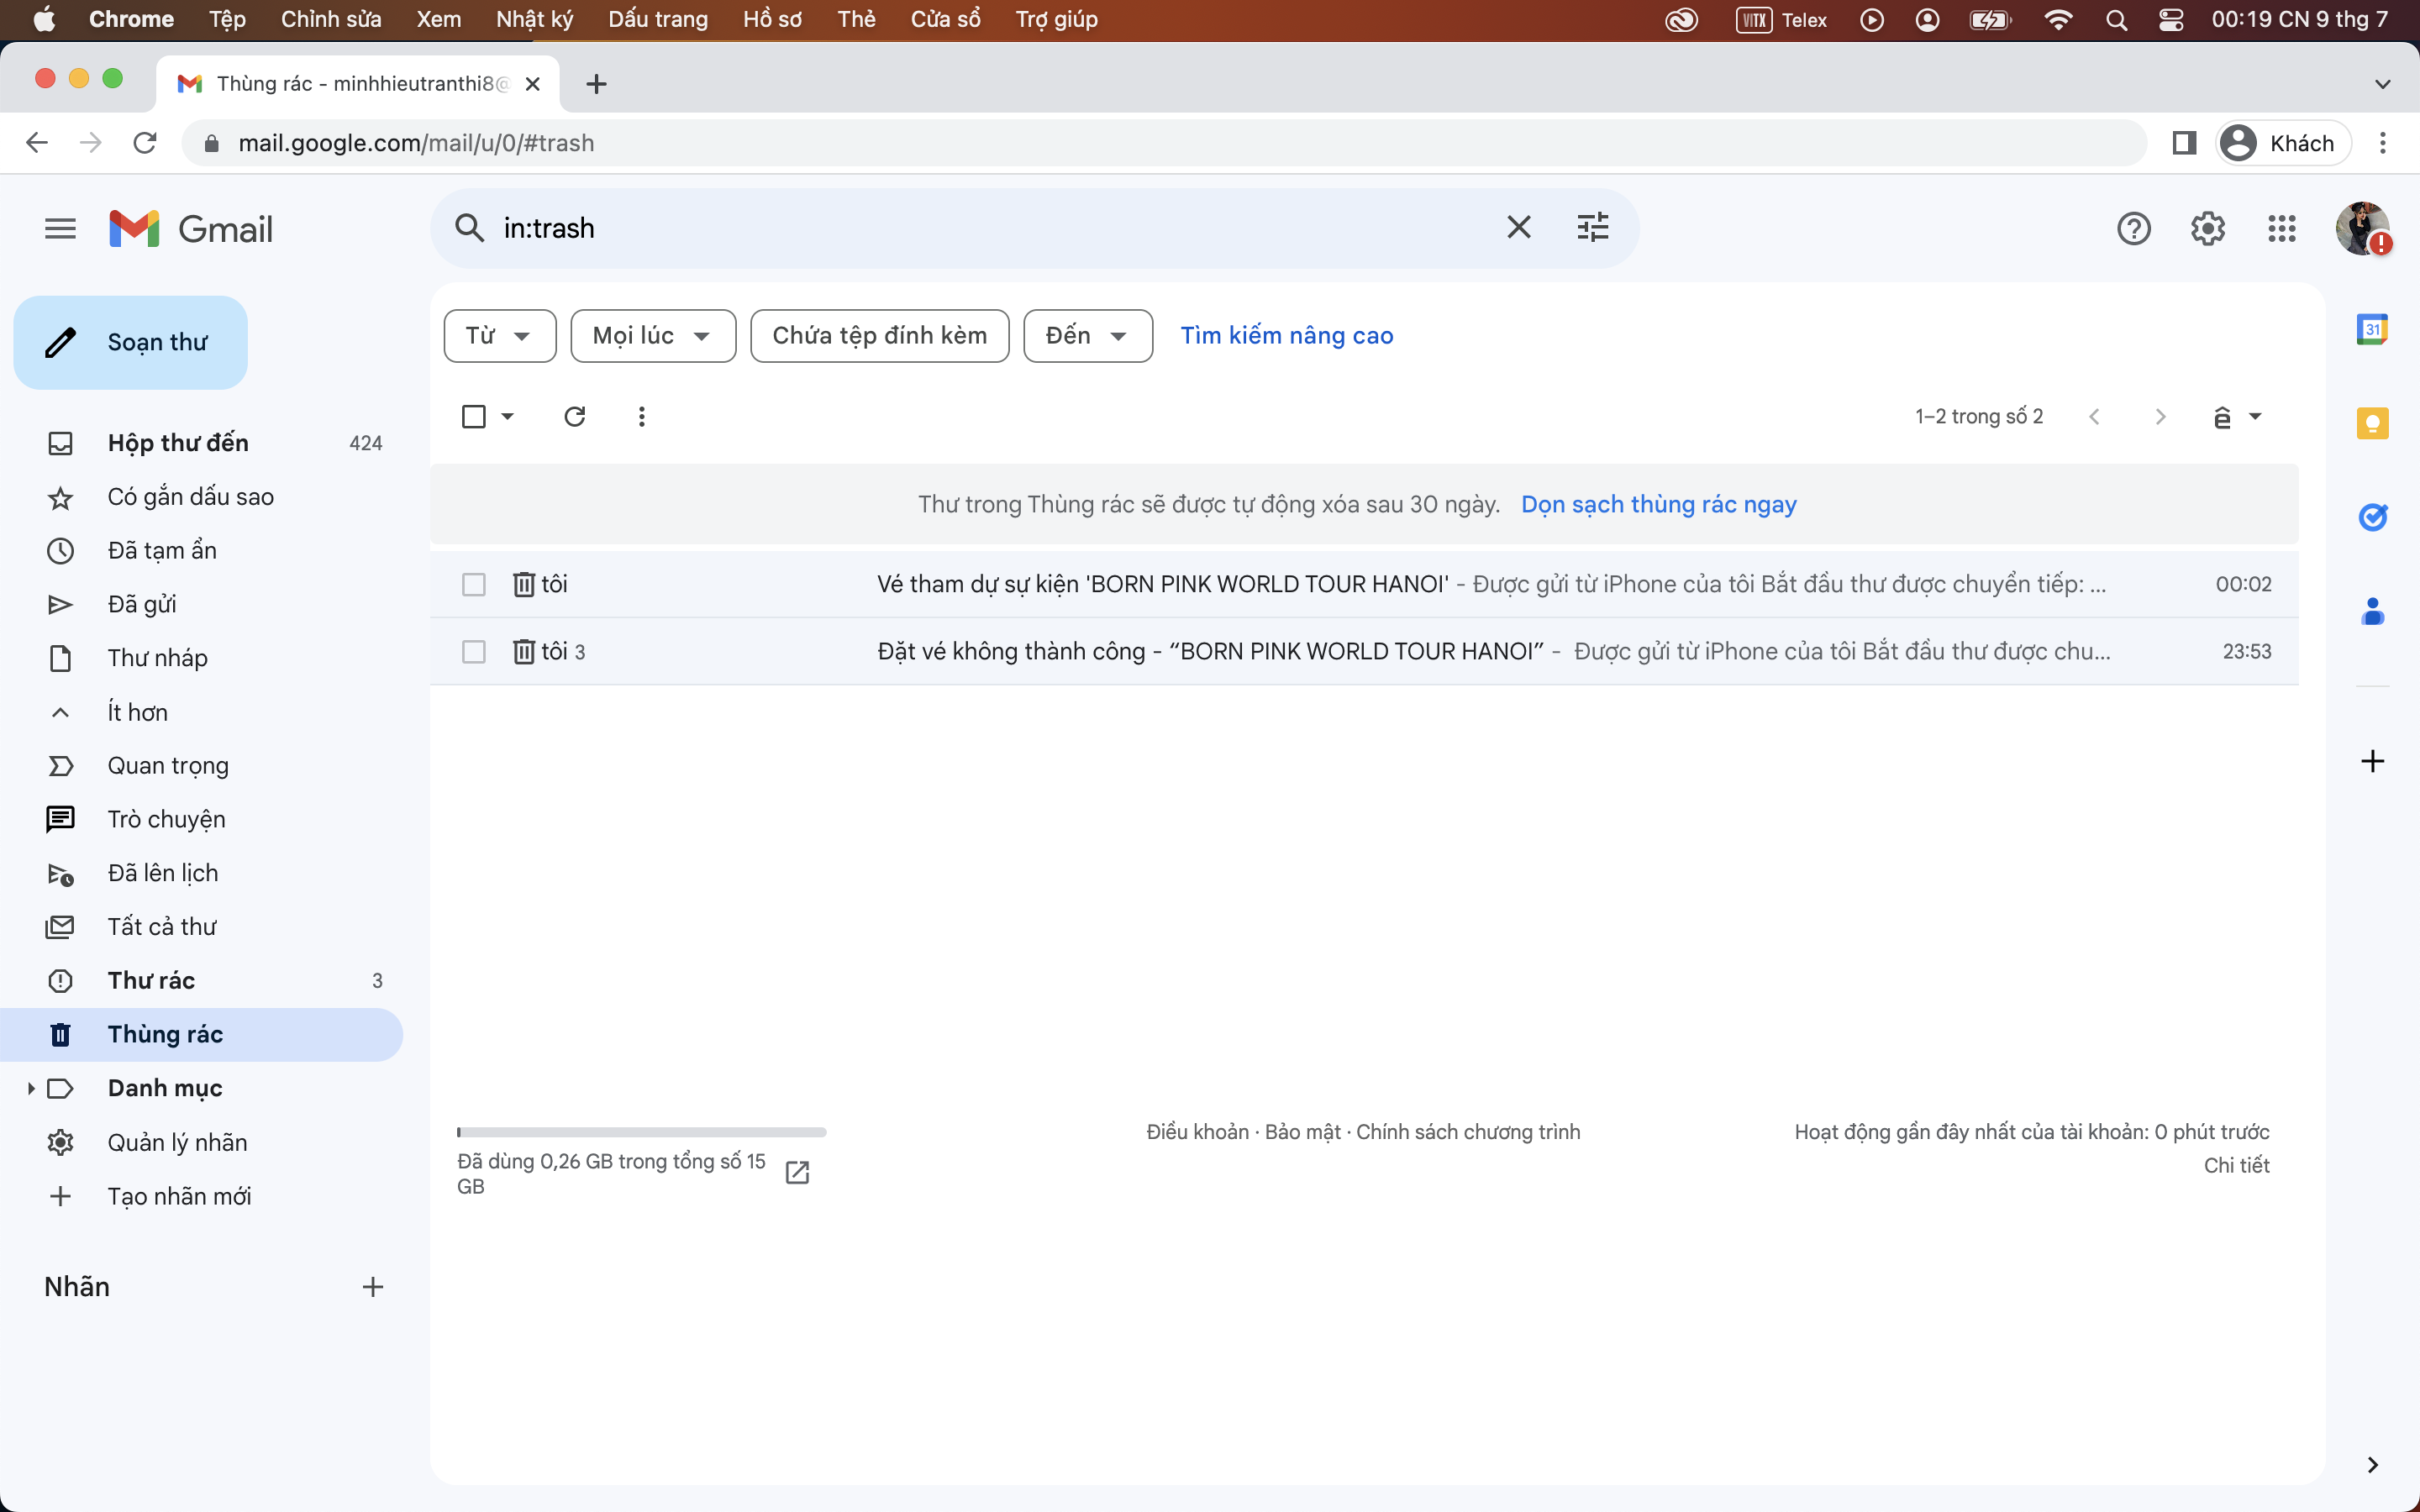 Chrome Tệp Chỉnh sửa Xem Nhật ký Dấu trang Hồ sơ Thẻ Cửa sổ Trợ giúp VITX Telex 00:19 CN 9 thg 7
Thùng rác - minhhieutranthi8@
mail.google.com/mail/u/0/#trash Khách
Gmail in:trash
Soạn thư
Từ Mọi lúc Chứa tệp đính kèm Đến Tìm kiếm nâng cao
1–2 trong số 2 ê
Thư trong Thùng rác sẽ được tự động xóa sau 30 ngày. Dọn sạch thùng rác ngay
tôi Vé tham dự sự kiện 'BORN PINK WORLD TOUR HANOI' - Được gửi từ iPhone của tôi Bắt đầu thư được chuyển tiếp: ... 00:02
tôi 3 Đặt vé không thành công - “BORN PINK WORLD TOUR HANOI” - Được gửi từ iPhone của tôi Bắt đầu thư được chu... 23:53
Hộp thư đến 424
Có gắn dấu sao
Đã tạm ẩn
Đã gửi
Thư nháp
Ít hơn
Quan trọng
Trò chuyện
Đã lên lịch
Tất cả thư
Thư rác 3
Thùng rác
Danh mục
Quản lý nhãn
Tạo nhãn mới
Nhãn
Đã dùng 0,26 GB trong tổng số 15
GB
Điều khoản · Bảo mật · Chính sách chương trình
Hoạt động gần đây nhất của tài khoản: 0 phút trước
Chi tiết
31